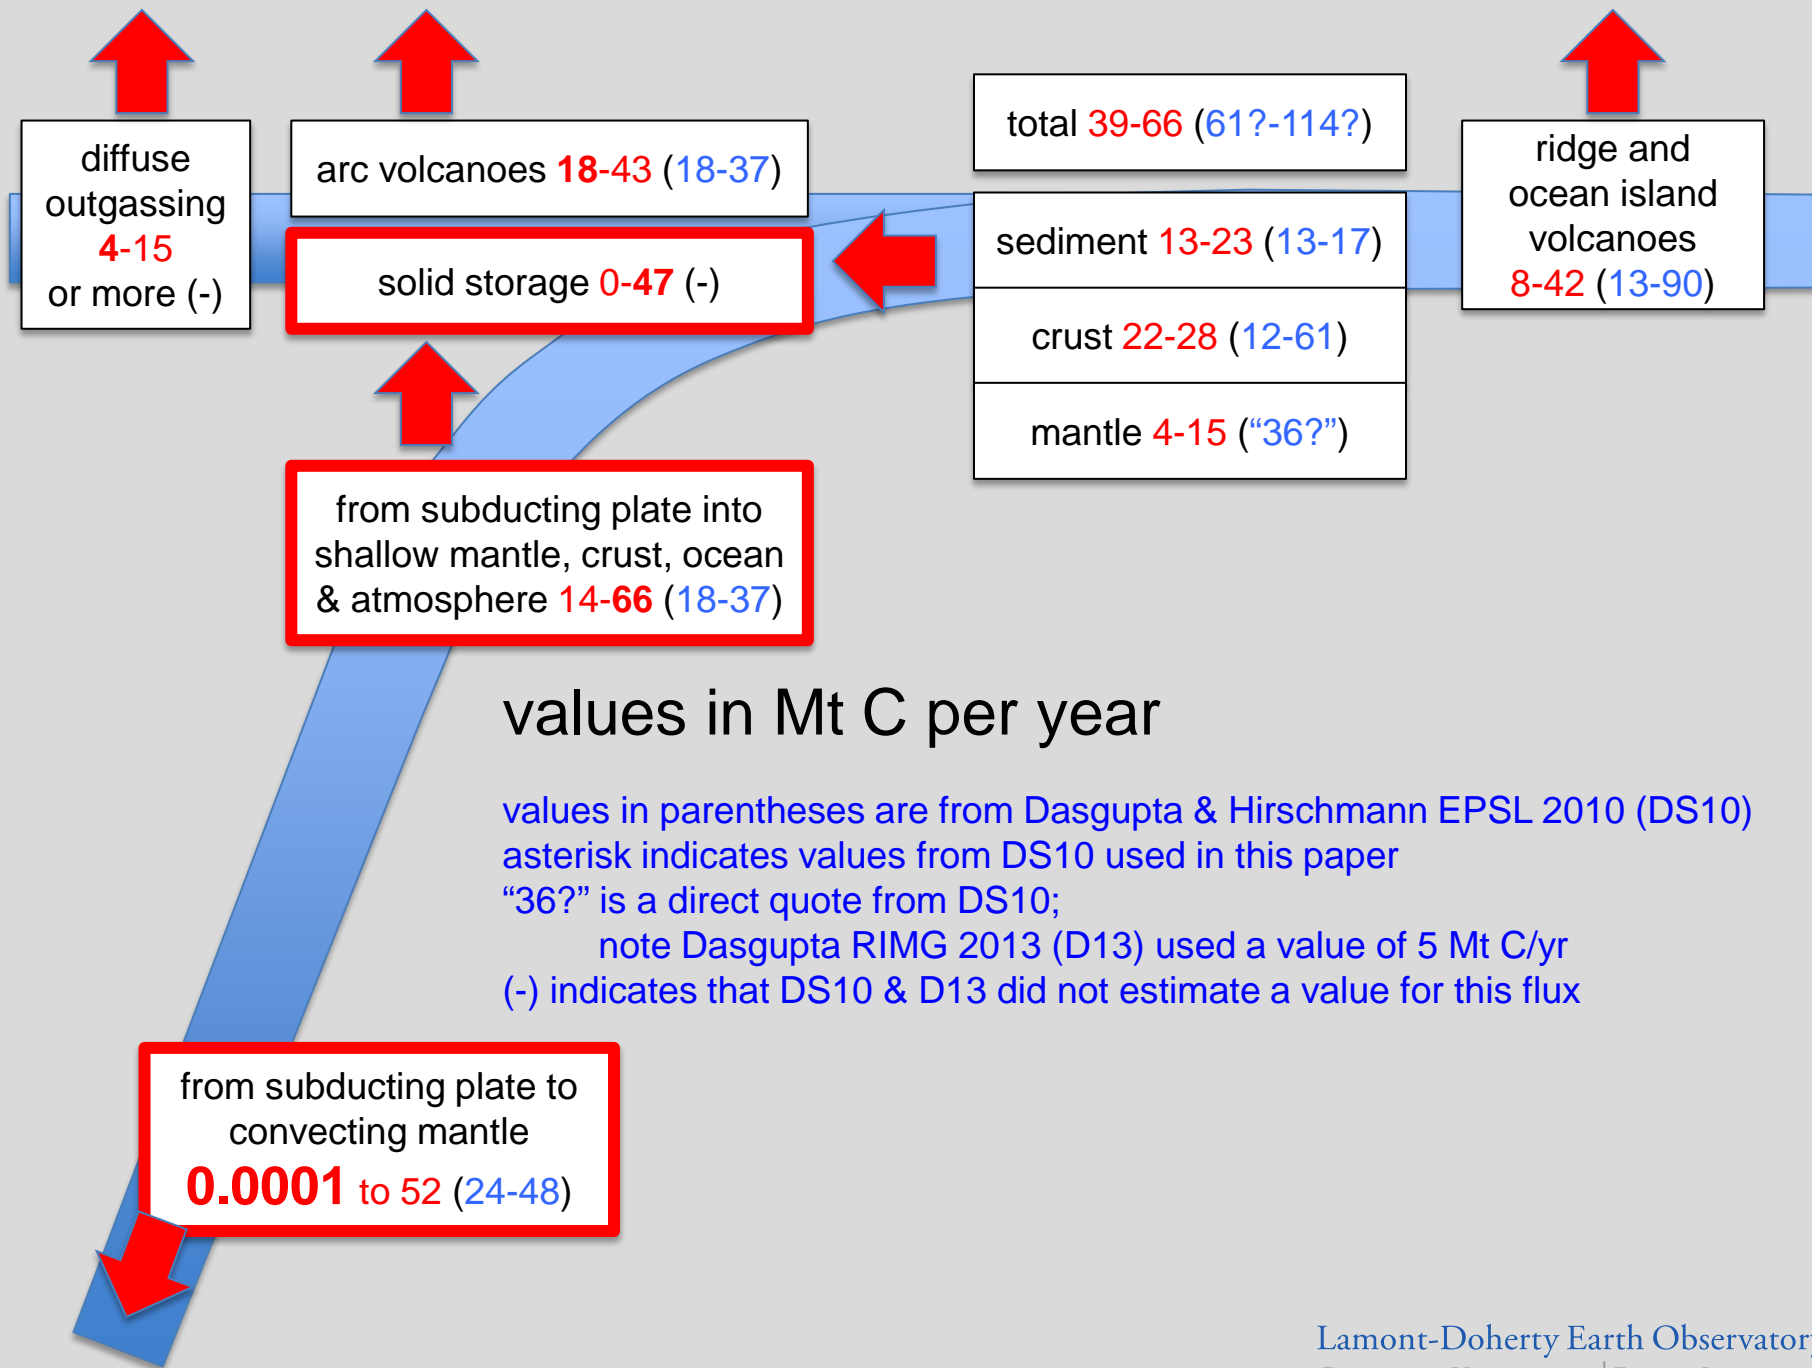 diffuse
outgassing
4-15
or more (-)
arc volcanoes 18-43 (18-37)
solid storage 0-47 (-)
total 39-66 (61?-114?)
sediment 13-23 (13-17)
crust 22-28 (12-61)
mantle 4-15 (“36?”)
ridge and
ocean island
volcanoes
8-42 (13-90)
from subducting plate into
shallow mantle, crust, ocean
& atmosphere 14-66 (18-37)
values in Mt C per year
values in parentheses are from Dasgupta & Hirschmann EPSL 2010 (DS10)
asterisk indicates values from DS10 used in this paper
“36?” is a direct quote from DS10;
note Dasgupta RIMG 2013 (D13) used a value of 5 Mt C/yr
(-) indicates that DS10 & D13 did not estimate a value for this flux
from subducting plate to
convecting mantle
0.0001 to 52 (24-48)
Lamont-Doherty Earth Observatory